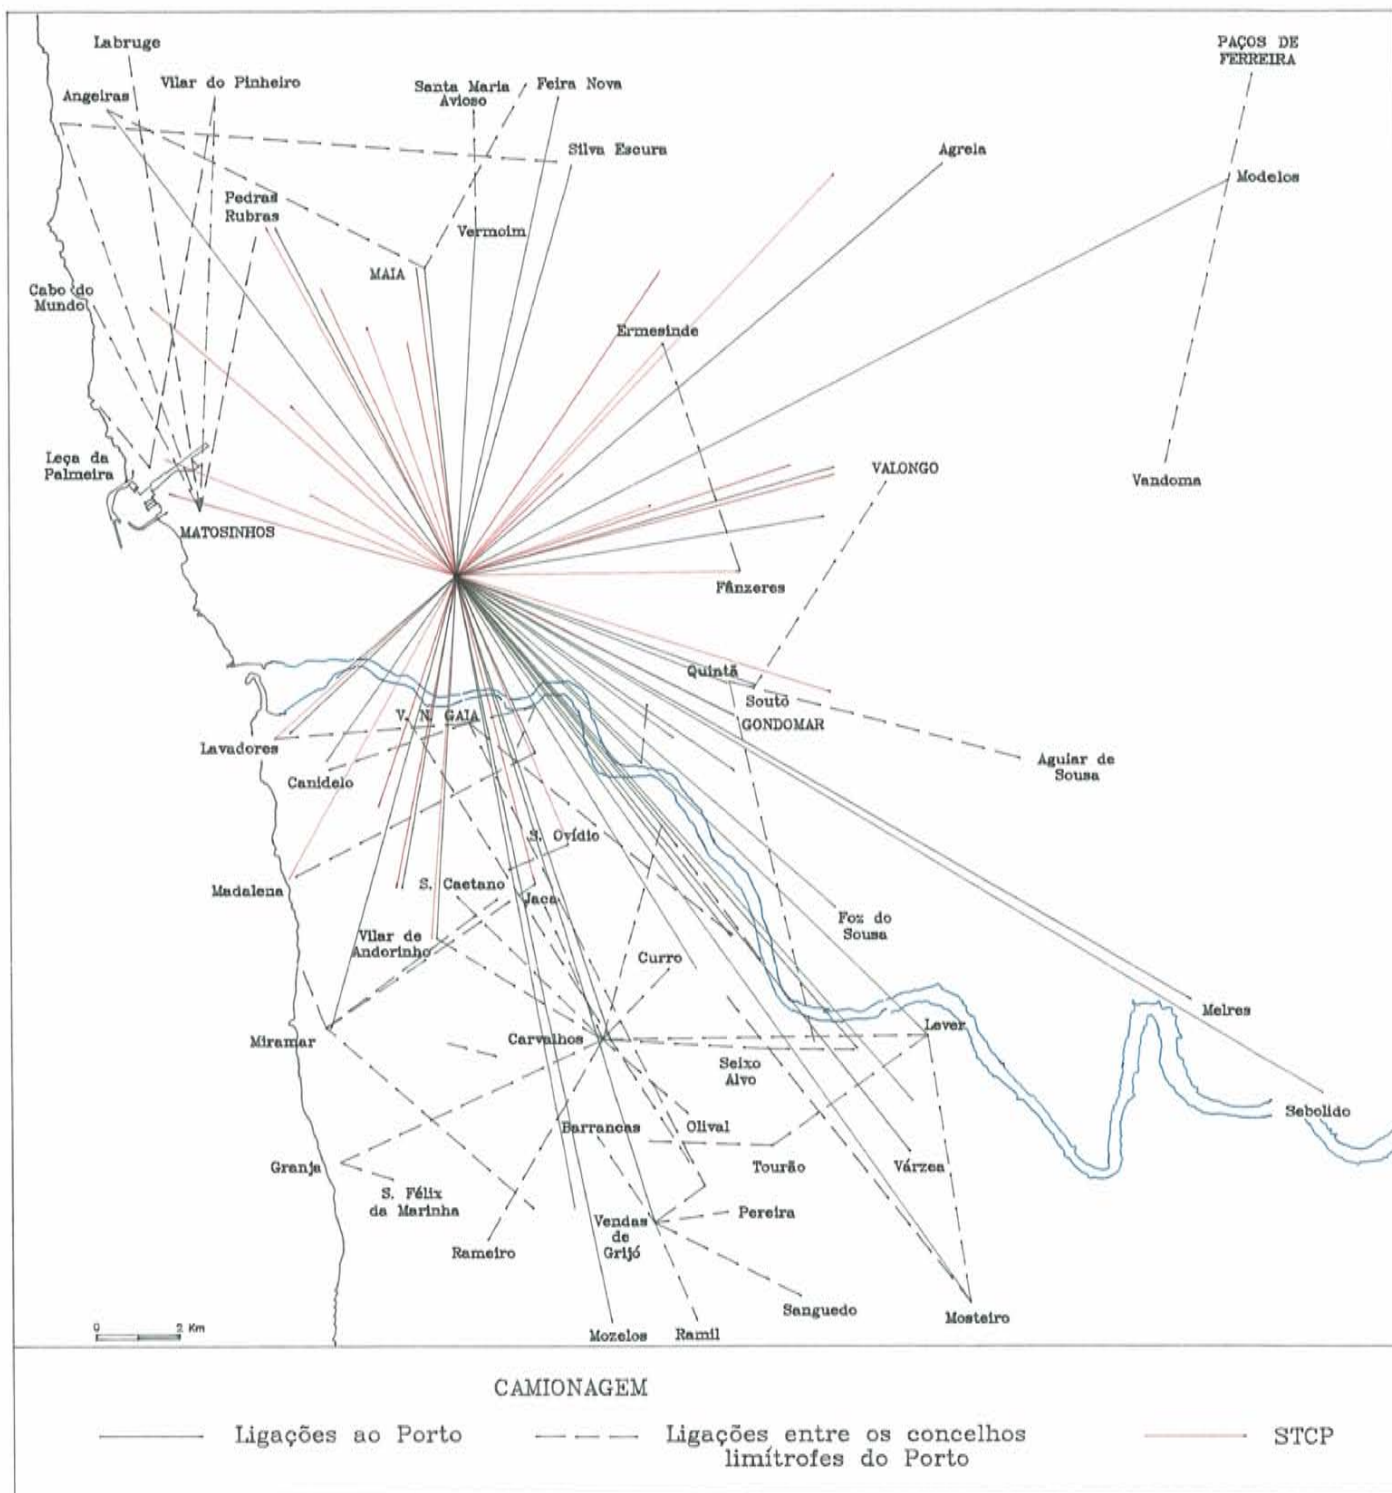 Labruge
PAÇOS DE
FERREIRA
Vilar do Pinheiro
Santa Maria
Avioso
Feira Nova
Angeiras
Silva Escura
Agrela
Modelos
Pedras
Rubras
Vermoim
MAIA
Cabo do
Mundo
Ermesinde
Leça da
Palmeira
VALONGO
Vandoma
MATOSINHOS
Fânzeres
Quintã
Souto
V. N. GAIA
GONDOMAR
Lavadores
Aguiar de
Sousa
Canidelo
S. Ovídio
Madalena
S. Caetano
Jaca
Foz do
Sousa
Vilar de
Andorinho
Curro
Melres
Miramar
Carvalhos
Lever
Seixo
Alvo
Sebolido
Barrancas
Olival
Granja
Tourão
Várzea
S. Félix
da Marinha
Vendas
de
Grijó
Pereira
Rameiro
Sanguedo
Mosteiro
Mozelos
Ramil
0 2 Km
CAMIONAGEM
Ligações ao Porto
Ligações entre os concelhos
limítrofes do Porto
STCP